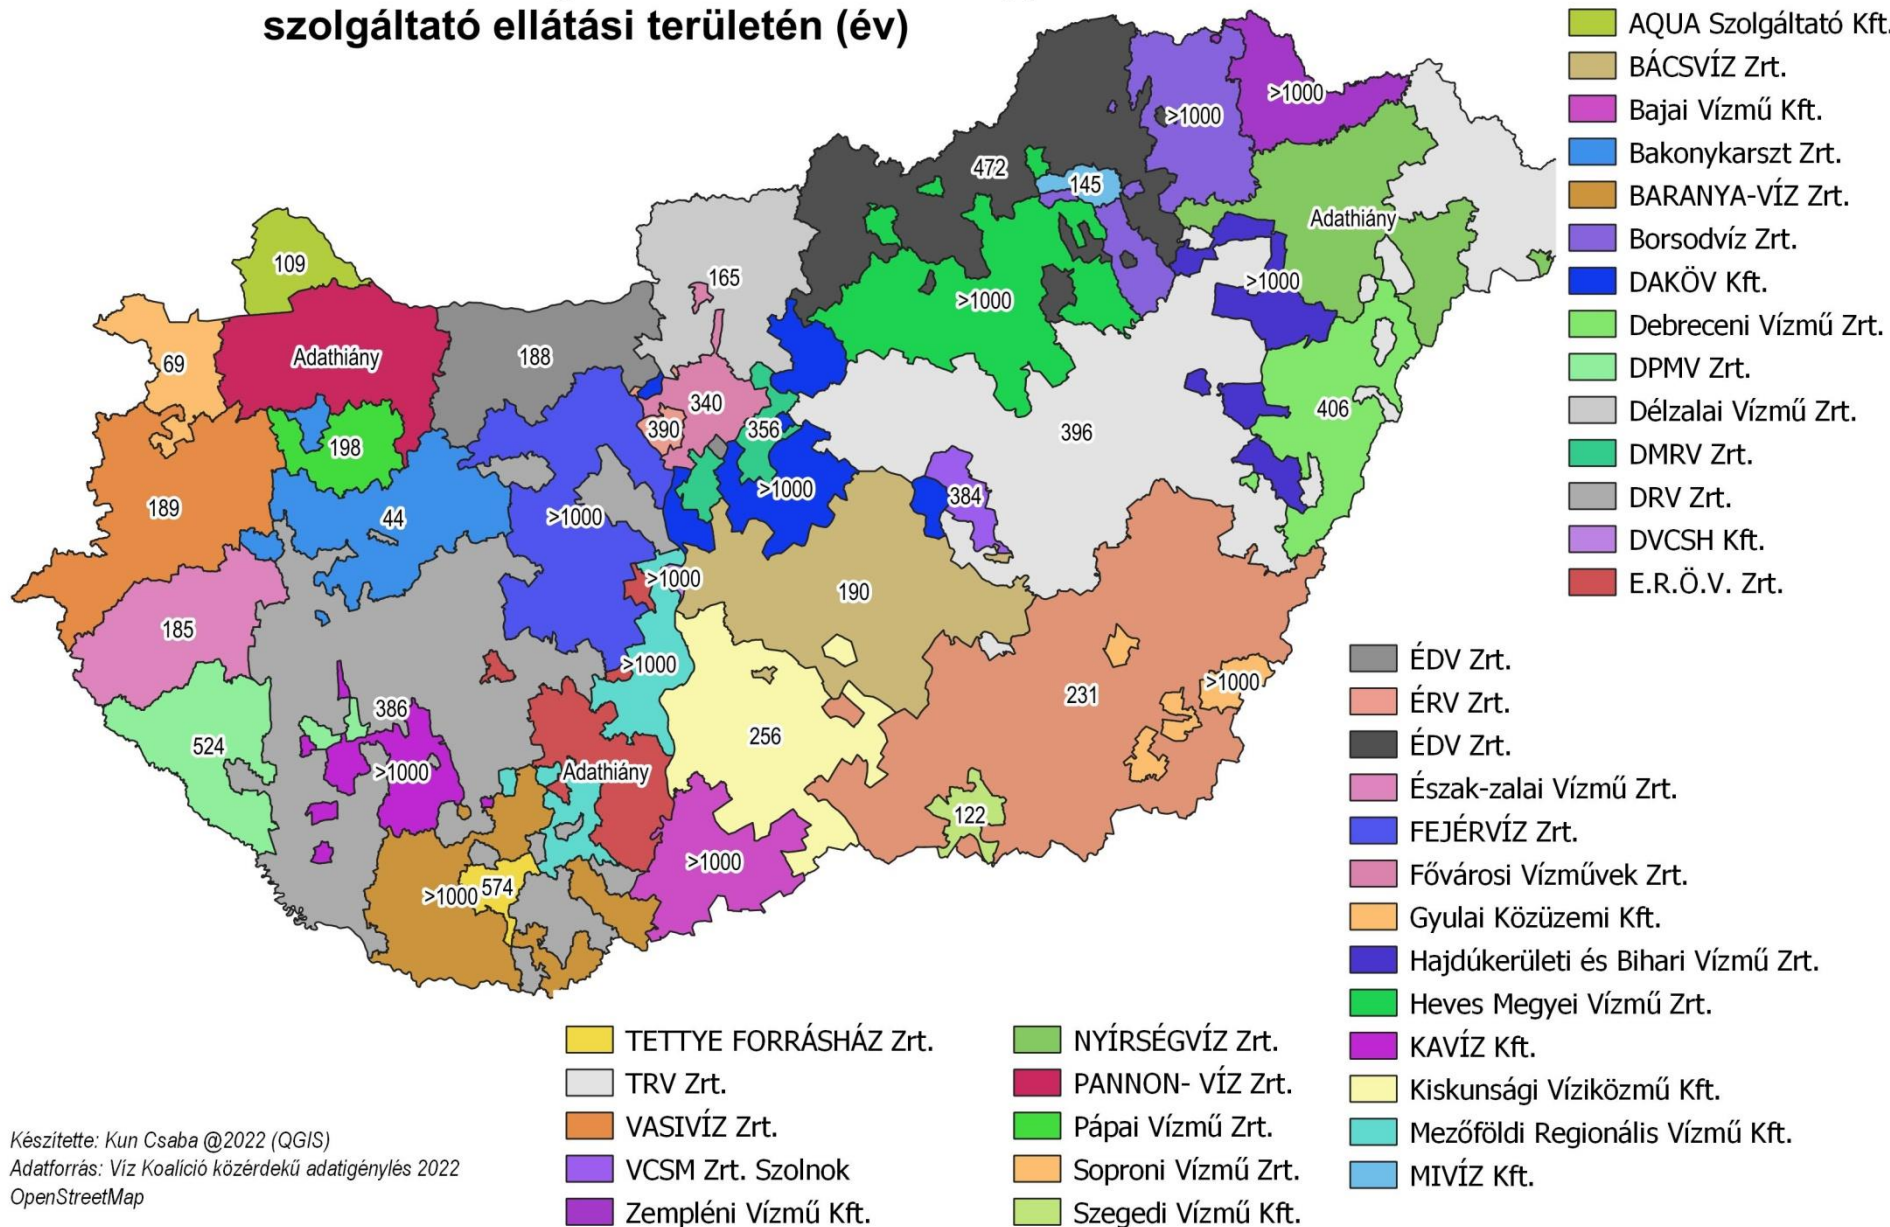 szolgáltató ellátási területén (év)
AQUA Szolgáltató Kft.
BÁCSVÍZ Zrt.
Bajai Vízmű Kft.
Bakonykarszt Zrt.
BARANYA-VÍZ Zrt.
Borsodvíz Zrt.
DAKÖV Kft.
Debreceni Vízmű Zrt.
DPMV Zrt.
Délzalai Vízmű Zrt.
DMRV Zrt.
DRV Zrt.
DVCSH Kft.
E.R.Ö.V. Zrt.
ÉDV Zrt.
ÉRV Zrt.
ÉDV Zrt.
Észak-zalai Vízmű Zrt.
FEJÉRVÍZ Zrt.
Fővárosi Vízművek Zrt.
Gyulai Közüzemi Kft.
Hajdúkerületi és Bihari Vízmű Zrt.
Heves Megyei Vízmű Zrt.
KAVÍZ Kft.
Kiskunsági Víziközmű Kft.
Mezőföldi Regionális Vízmű Kft.
MIVÍZ Kft.
NYÍRSÉGVÍZ Zrt.
PANNON- VÍZ Zrt.
Pápai Vízmű Zrt.
Soproni Vízmű Zrt.
Szegedi Vízmű Kft.
TETTYE FORRÁSHÁZ Zrt.
TRV Zrt.
VASIVÍZ Zrt.
VCSM Zrt. Szolnok
Zempléni Vízmű Kft.
>1000
>1000
472
145
Adathiány
109
165
>1000
>1000
69
Adathiány
188
340
390
356
396
406
198
189
44
>1000
>1000
384
>1000
190
185
>1000
231
>1000
386
524
256
>1000
Adathiány
122
>1000
>1000
574
Készítette: Kun Csaba @2022 (QGIS)
Adatforrás: Víz Koalíció közérdekű adatigénylés 2022
OpenStreetMap